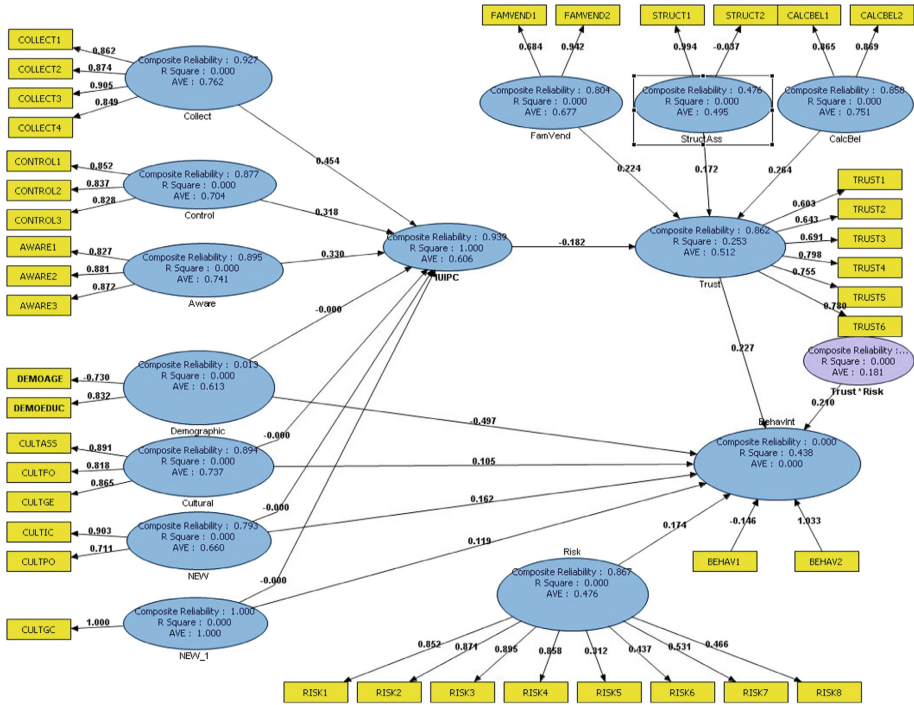 FAMVEND1
FAMVEND2
STRUCT1
STRUCT2
CALCBEL1
CALCBEL2
0.684
0.942
0.994
-0.037
0.865
0.869
COLLECT1
COLLECT2
COLLECT3
COLLECT4
0.862
0.874
0.905
0.849
Composite Reliability : 0.927
R Square : 0.000
AVE : 0.762
Collect
Composite Reliability : 0.804
R Square : 0.000
AVE : 0.677
FamVend
Composite Reliability : 0.476
R Square : 0.000
AVE : 0.495
StructAss
Composite Reliability : 0.858
R Square : 0.000
AVE : 0.751
CalcBel
0.454
0.224
0.172
0.264
CONTROL1
CONTROL2
CONTROL3
0.852
0.837
0.828
Composite Reliability : 0.877
R Square : 0.000
AVE : 0.704
Control
0.318
TRUST1
TRUST2
TRUST3
TRUST4
TRUST5
TRUST6
0.603
0.643
0.691
0.798
0.755
0.780
AWARE1
AWARE2
AWARE3
0.827
0.881
0.872
Composite Reliability : 0.895
R Square : 0.000
AVE : 0.741
Aware
0.330
Composite Reliability : 0.939
R Square : 1.000
AVE : 0.606
IUIPC
-0.182
Composite Reliability : 0.862
R Square : 0.253
AVE : 0.512
Trust
-0.000
0.227
Composite Reliability :...
R Square : 0.000
AVE : 0.181
Trust * Risk
0.210
DEMOAGE
DEMOEDUC
-0.730
0.832
Composite Reliability : 0.013
R Square : 0.000
AVE : 0.613
Demographic
-0.497
BehavInt
Composite Reliability : 0.000
R Square : 0.438
AVE : 0.000
CULTASS
CULTFO
CULTGE
0.891
0.818
0.865
Composite Reliability : 0.894
R Square : 0.000
AVE : 0.737
Cultural
-0.000
0.105
CULTIC
CULTPO
0.903
0.711
Composite Reliability : 0.793
R Square : 0.000
AVE : 0.660
NEW
-0.000
0.162
0.174
-0.146
1.033
BEHAV1
BEHAV2
CULTGC
1.000
Composite Reliability : 1.000
R Square : 0.000
AVE : 1.000
NEW_1
-0.000
0.119
Risk
Composite Reliability : 0.867
R Square : 0.000
AVE : 0.476
0.852
0.871
0.895
0.858
0.312
0.437
0.531
0.466
RISK1
RISK2
RISK3
RISK4
RISK5
RISK6
RISK7
RISK8